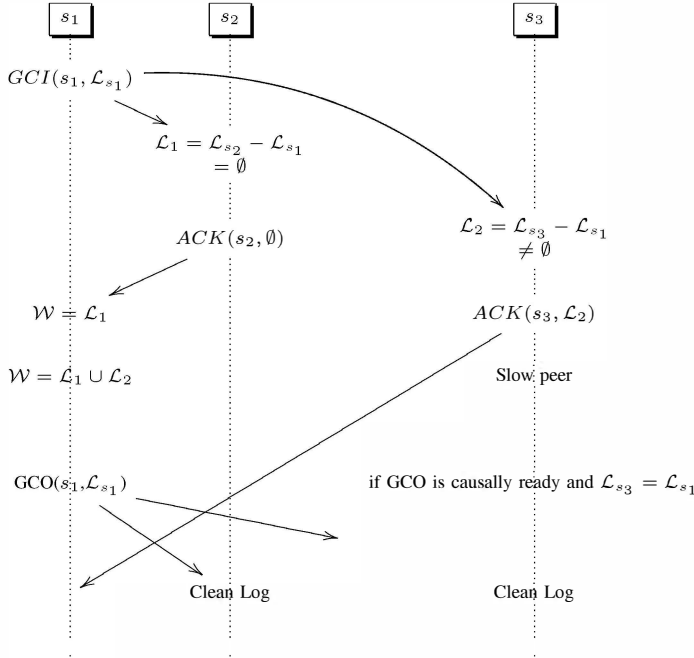 s₁ s₂ s₃
GCI(s₁, ℒₛ₁)
ℒ₁ = ℒₛ₂ − ℒₛ₁
= ∅
ℒ₂ = ℒₛ₃ − ℒₛ₁
≠ ∅
ACK(s₂, ∅)
𝒲 = ℒ₁
ACK(s₃, ℒ₂)
𝒲 = ℒ₁ ∪ ℒ₂
Slow peer
GCO(s₁,ℒₛ₁)
if GCO is causally ready and ℒₛ₃ = ℒₛ₁
Clean Log
Clean Log